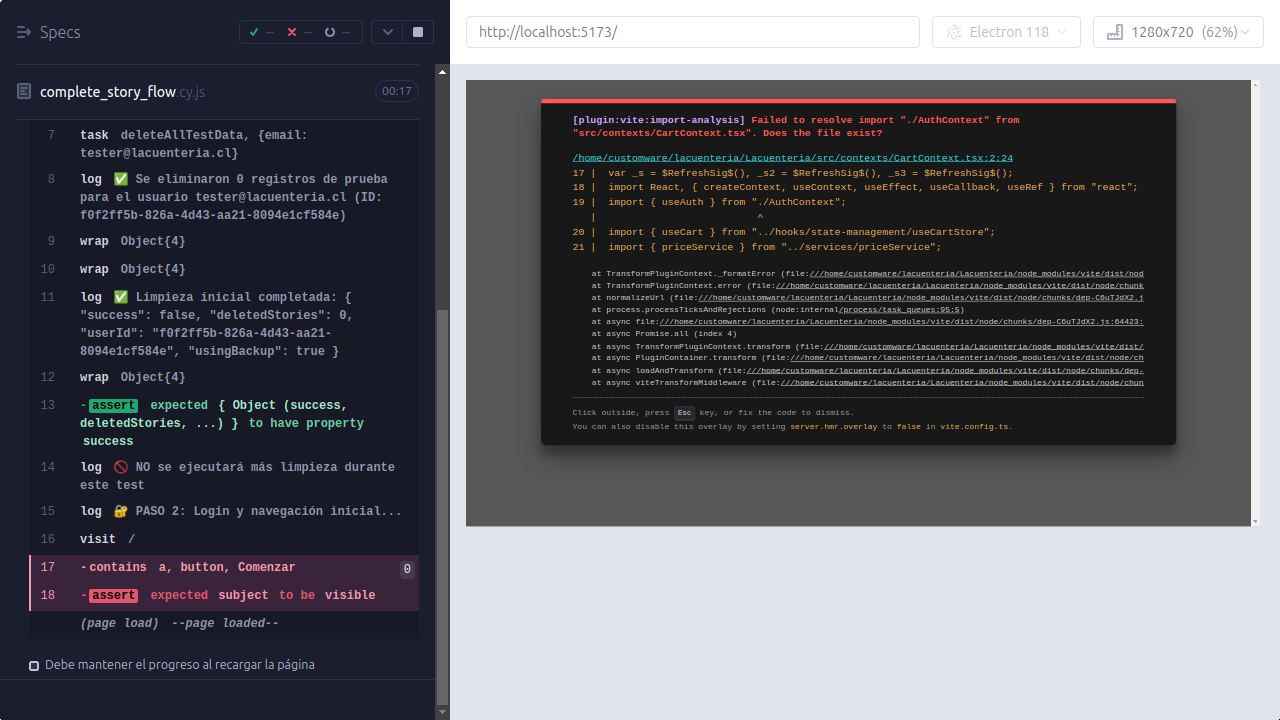 Specs
✓ -- ✗ -- --
complete_story_flow.cy.js 00:17
7 task deleteAllTestData, {email:
tester@lacuenteria.cl}
8 log ✅ Se eliminaron 0 registros de prueba
para el usuario tester@lacuenteria.cl (ID:
f0f2ff5b-826a-4d43-aa21-8094e1cf584e)
9 wrap Object{4}
10 wrap Object{4}
11 log ✅ Limpieza inicial completada: {
"success": false, "deletedStories": 0,
"userId": "f0f2ff5b-826a-4d43-aa21-
8094e1cf584e", "usingBackup": true }
12 wrap Object{4}
13 -assert expected { Object (success,
deletedStories, ...) } to have property
success
14 log 🚫 NO se ejecutará más limpieza durante
este test
15 log 🔐 PASO 2: Login y navegación inicial...
16 visit /
17 -contains a, button, Comenzar 0
18 -assert expected subject to be visible
(page load) --page loaded--
Debe mantener el progreso al recargar la página
http://localhost:5173/
Electron 118
1280x720 (62%)
[plugin:vite:import-analysis] Failed to resolve import "./AuthContext" from
"src/contexts/CartContext.tsx". Does the file exist?
/home/customware/lacuenteria/Lacuenteria/src/contexts/CartContext.tsx:2:24
17 | var _s = $RefreshSig$(), _s2 = $RefreshSig$(), _s3 = $RefreshSig$();
18 | import React, { createContext, useContext, useEffect, useCallback, useRef } from "react";
19 | import { useAuth } from "./AuthContext";
| ^
20 | import { useCart } from "../hooks/state-management/useCartStore";
21 | import { priceService } from "../services/priceService";
at TransformPluginContext._formatError (file:///home/customware/lacuenteria/Lacuenteria/node_modules/vite/dist/nod
at TransformPluginContext.error (file:///home/customware/lacuenteria/Lacuenteria/node_modules/vite/dist/node/chunk
at normalizeUrl (file:///home/customware/lacuenteria/Lacuenteria/node_modules/vite/dist/node/chunks/dep-C6uTJdX2.j
at process.processTicksAndRejections (node:internal/process/task_queues:95:5)
at async file:///home/customware/lacuenteria/Lacuenteria/node_modules/vite/dist/node/chunks/dep-C6uTJdX2.js:64423:
at async Promise.all (index 4)
at async TransformPluginContext.transform (file:///home/customware/lacuenteria/Lacuenteria/node_modules/vite/dist/
at async PluginContainer.transform (file:///home/customware/lacuenteria/Lacuenteria/node_modules/vite/dist/node/ch
at async loadAndTransform (file:///home/customware/lacuenteria/Lacuenteria/node_modules/vite/dist/node/chunks/dep-
at async viteTransformMiddleware (file:///home/customware/lacuenteria/Lacuenteria/node_modules/vite/dist/node/chun
Click outside, press Esc key, or fix the code to dismiss.
You can also disable this overlay by setting server.hmr.overlay to false in vite.config.ts.